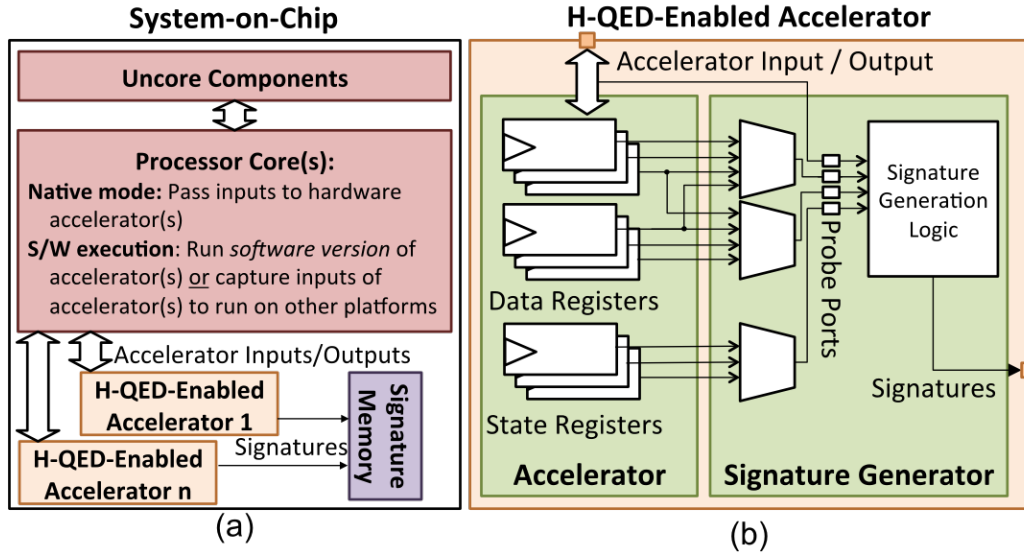 System-on-Chip
Uncore Components
Processor Core(s):
Native mode: Pass inputs to hardware
accelerator(s)
S/W execution: Run software version of
accelerator(s) or capture inputs of
accelerator(s) to run on other platforms
Accelerator Inputs/Outputs
H-QED-Enabled
Accelerator 1
Signatures
H-QED-Enabled
Accelerator n
Signature
Memory
(a)
H-QED-Enabled Accelerator
Accelerator Input / Output
Data Registers
State Registers
Accelerator
Probe Ports
Signature
Generation
Logic
Signatures
Signature Generator
(b)